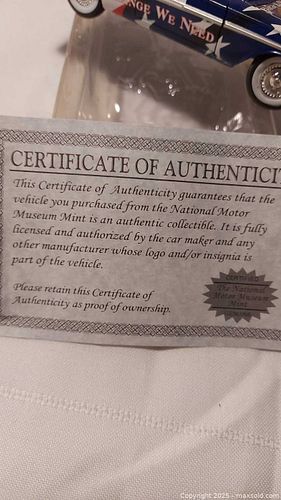 NGE WE NEED
CERTIFICATE OF AUTHENTICIT
This Certificate of Authenticity guarantees that the
vehicle you purchased from the National Motor
Museum Mint is an authentic collectible. It is fully
licensed and authorized by the car maker and any
other manufacturer whose logo and/or insignia is
part of the vehicle.
Please retain this Certificate of
Authenticity as proof of ownership.
The National
Motor Museum
Mint
Copyright 2025 - maxsold.com